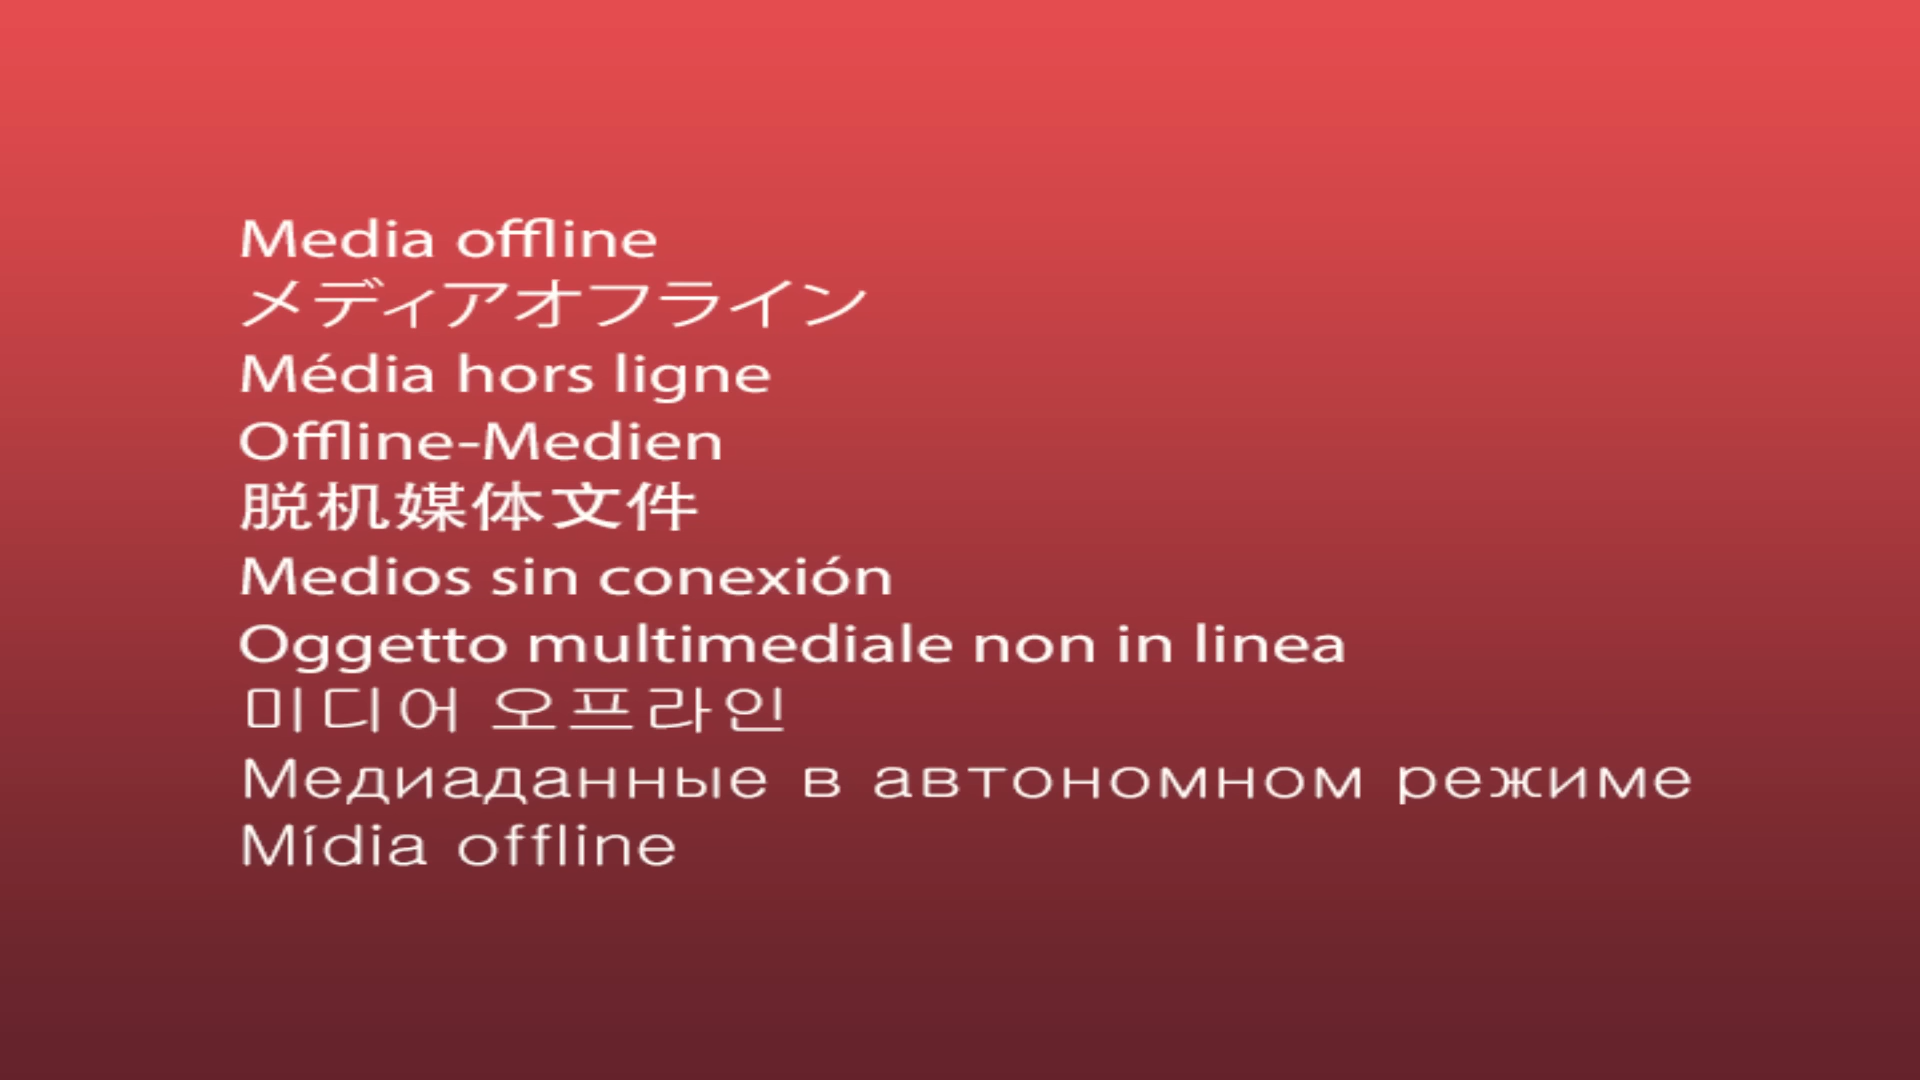 Media offline
メディアオフライン
Média hors ligne
Offline-Medien
脱机媒体文件
Medios sin conexión
Oggetto multimediale non in linea
미디어 오프라인
Медиаданные в автономном режиме
Mídia offline